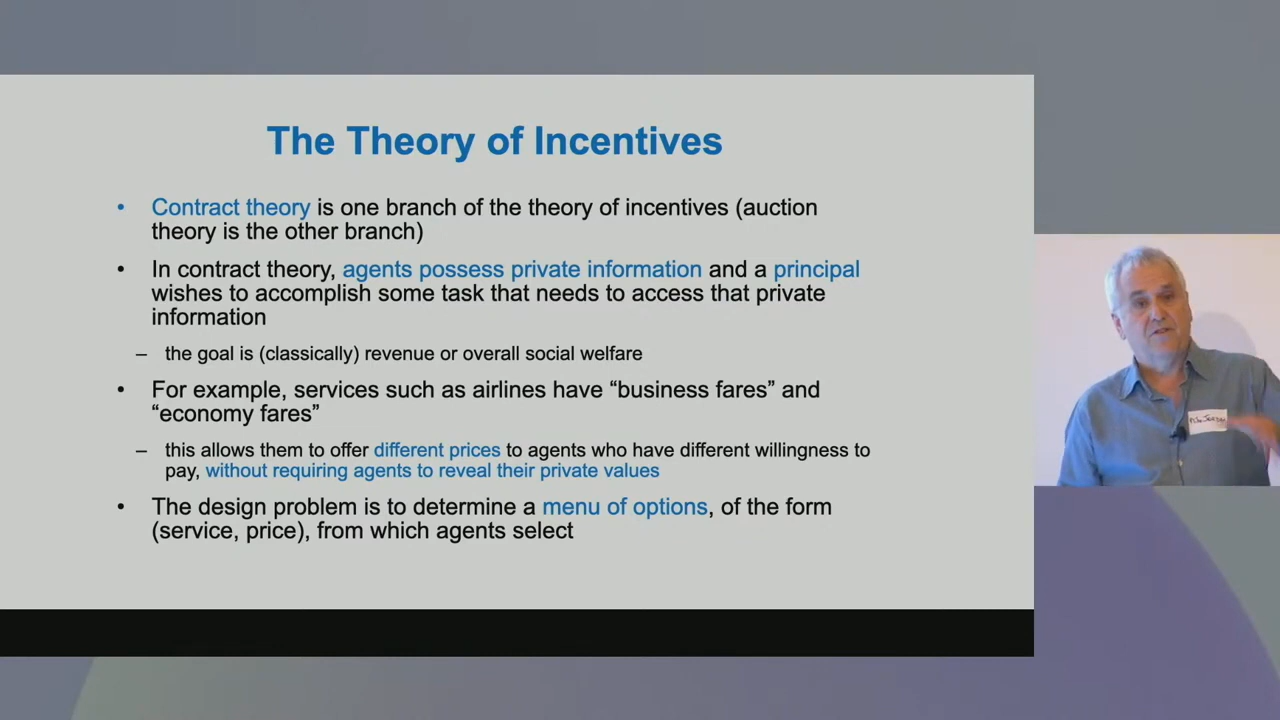 The Theory of Incentives
• Contract theory is one branch of the theory of incentives (auction
theory is the other branch)
• In contract theory, agents possess private information and a principal
wishes to accomplish some task that needs to access that private
information
– the goal is (classically) revenue or overall social welfare
• For example, services such as airlines have “business fares” and
“economy fares”
– this allows them to offer different prices to agents who have different willingness to
pay, without requiring agents to reveal their private values
• The design problem is to determine a menu of options, of the form
(service, price), from which agents select